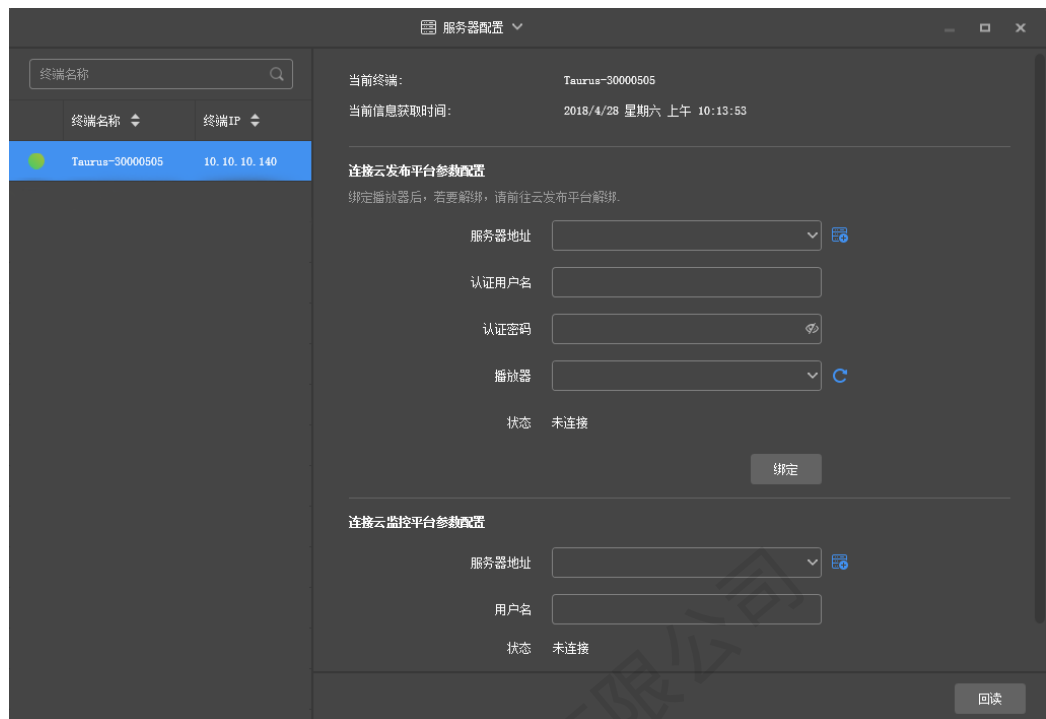 服务器配置
终端名称
终端名称 终端IP
Taurus-30000505 10.10.10.140
当前终端: Taurus-30000505
当前信息获取时间: 2018/4/28 星期六 上午 10:13:53
连接云发布平台参数配置
绑定播放器后，若要解绑，请前往云发布平台解绑.
服务器地址
认证用户名
认证密码
播放器
状态 未连接
绑定
连接云监控平台参数配置
服务器地址
用户名
状态 未连接
回读
有限公司